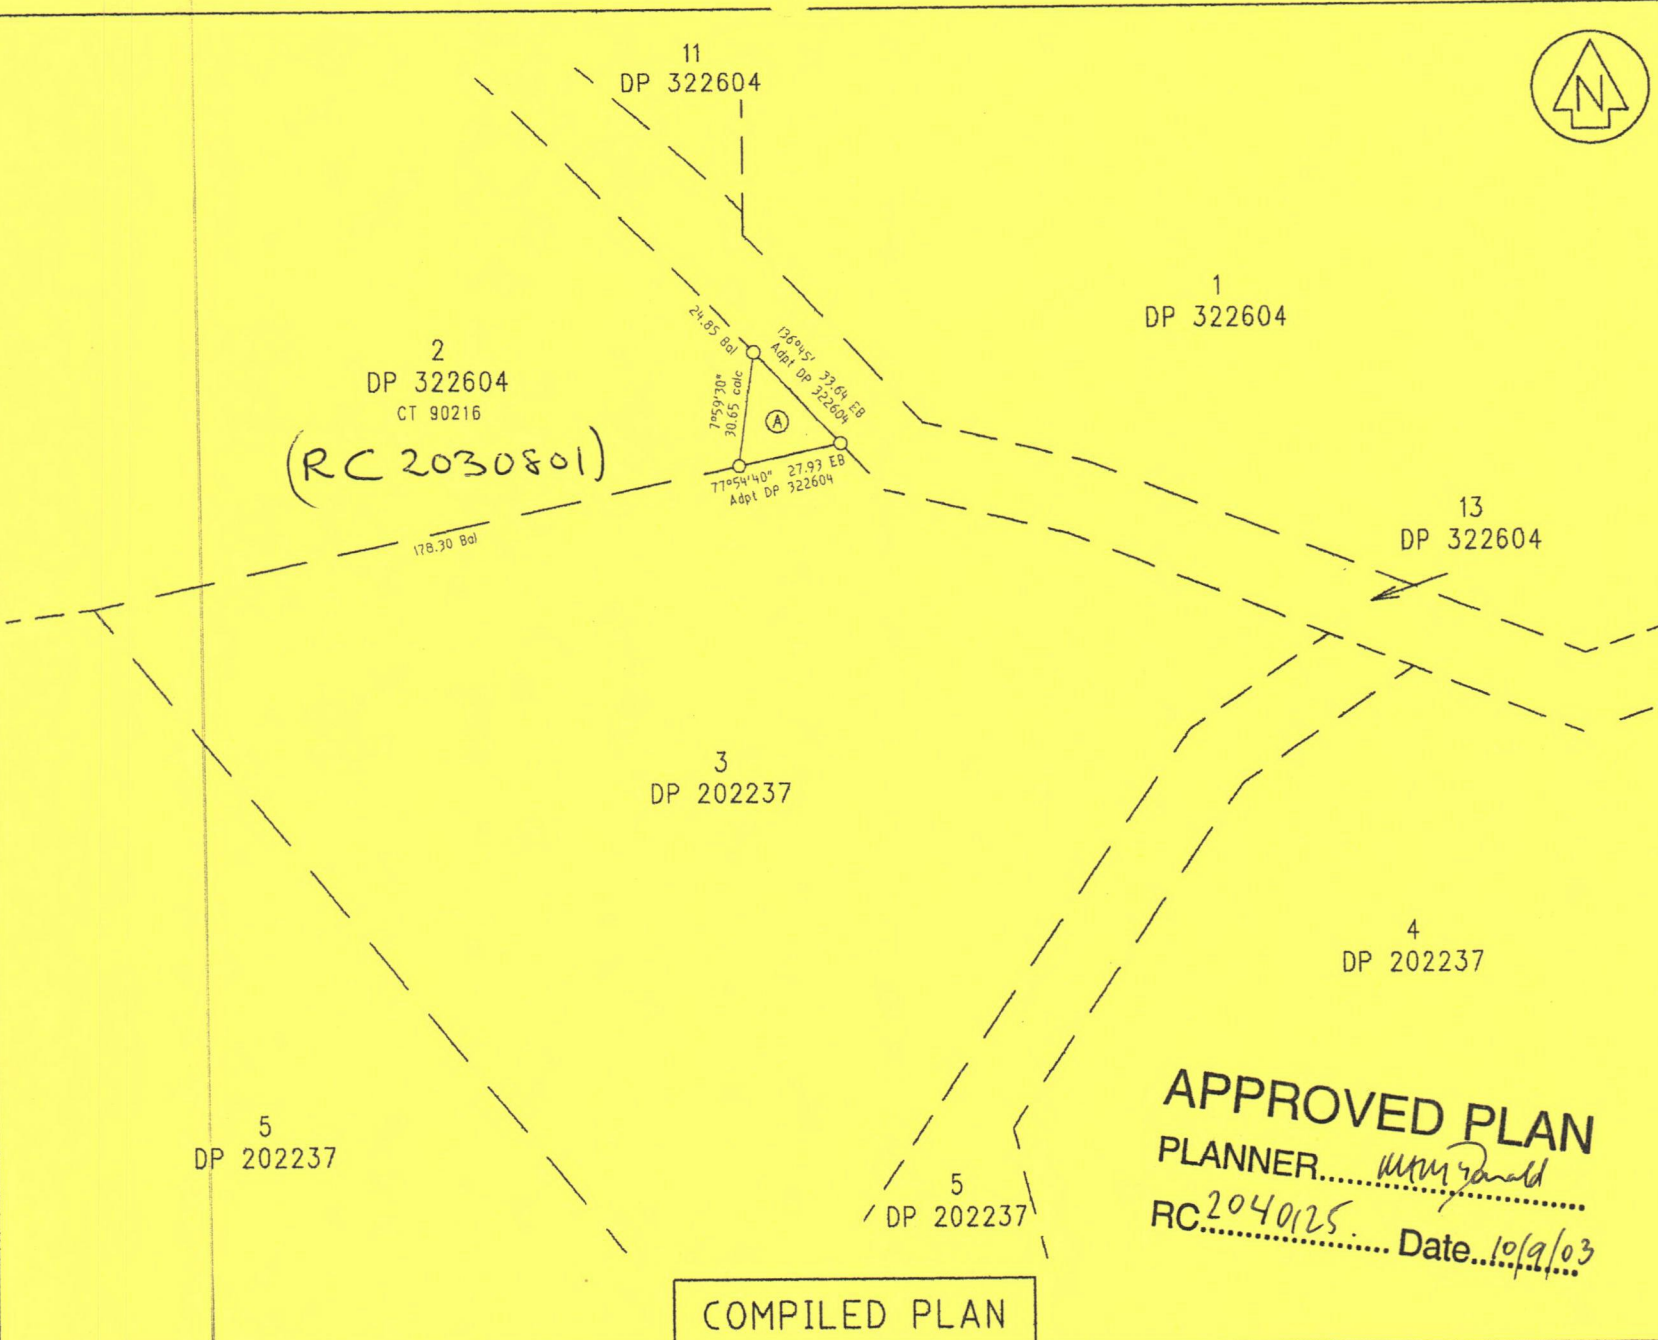 11
DP 322604
N
1
DP 322604
2
DP 322604
CT 90216
(RC 2030801)
24.85 Bal
136°45' 33.64 EB
Adpt DP 322604
7°59'30"
30.65 calc
A
77°54'40" 27.93 EB
Adpt DP 322604
178.30 Bal
13
DP 322604
3
DP 202237
4
DP 202237
5
DP 202237
5
DP 202237
APPROVED PLAN
PLANNER
RC 2040125. Date 10/9/03
COMPILED PLAN